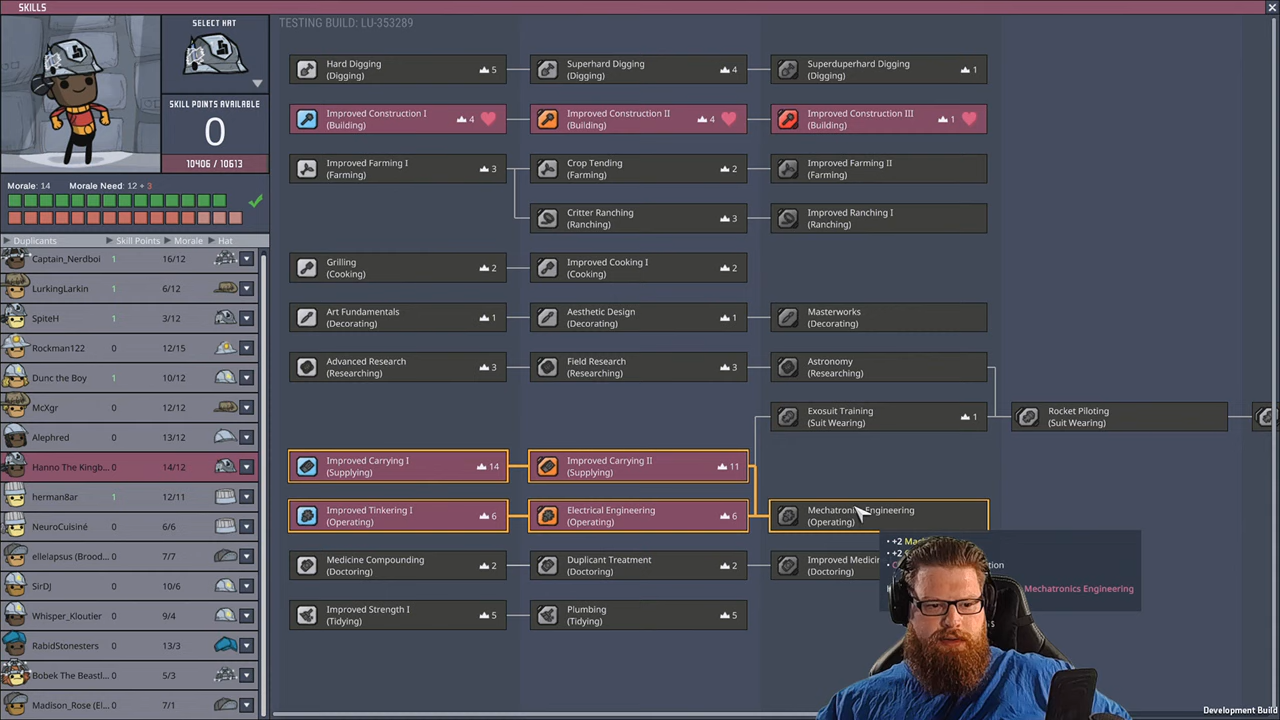 SKILLS
TESTING BUILD: LU-353289
SELECT HAT
SKILL POINTS AVAILABLE
0
10406 / 10613
Morale: 14 Morale Need: 12 + 3
Duplicants Skill Points Morale Hat
Captain_Nerdboi 1 16/12
LurkingLarkin 1 6/12
SpiteH 1 3/12
Rockman122 0 12/15
Dunc the Boy 1 10/12
McXgr 0 12/12
Alephred 0 13/12
Hanno The Kingb... 0 14/12
herman8ar 1 12/11
NeuroCuisiné 0 6/6
ellelapsus (Brood... 0 7/7
SirDJ 0 10/6
Whisper_Kloutier 0 9/4
RabidStonesters 0 13/3
Bobek The Beastl... 0 5/3
Madison_Rose (El... 0 7/1
Hard Digging
(Digging) 5
Superhard Digging
(Digging) 4
Superduperhard Digging
(Digging) 1
Improved Construction I
(Building) 4
Improved Construction II
(Building) 4
Improved Construction III
(Building) 1
Improved Farming I
(Farming) 3
Crop Tending
(Farming) 2
Improved Farming II
(Farming)
Critter Ranching
(Ranching) 3
Improved Ranching I
(Ranching)
Grilling
(Cooking) 2
Improved Cooking I
(Cooking) 2
Art Fundamentals
(Decorating) 1
Aesthetic Design
(Decorating) 1
Masterworks
(Decorating)
Advanced Research
(Researching) 3
Field Research
(Researching) 3
Astronomy
(Researching)
Exosuit Training
(Suit Wearing) 1
Rocket Piloting
(Suit Wearing)
Improved Carrying I
(Supplying) 14
Improved Carrying II
(Supplying) 11
Improved Tinkering I
(Operating) 6
Electrical Engineering
(Operating) 6
Mechatronics Engineering
(Operating)
Medicine Compounding
(Doctoring) 2
Duplicant Treatment
(Doctoring) 2
Improved Medici
(Doctoring)
Improved Strength I
(Tidying) 5
Plumbing
(Tidying) 5
• +2
• +2
Mechatronics Engineering
Development Build